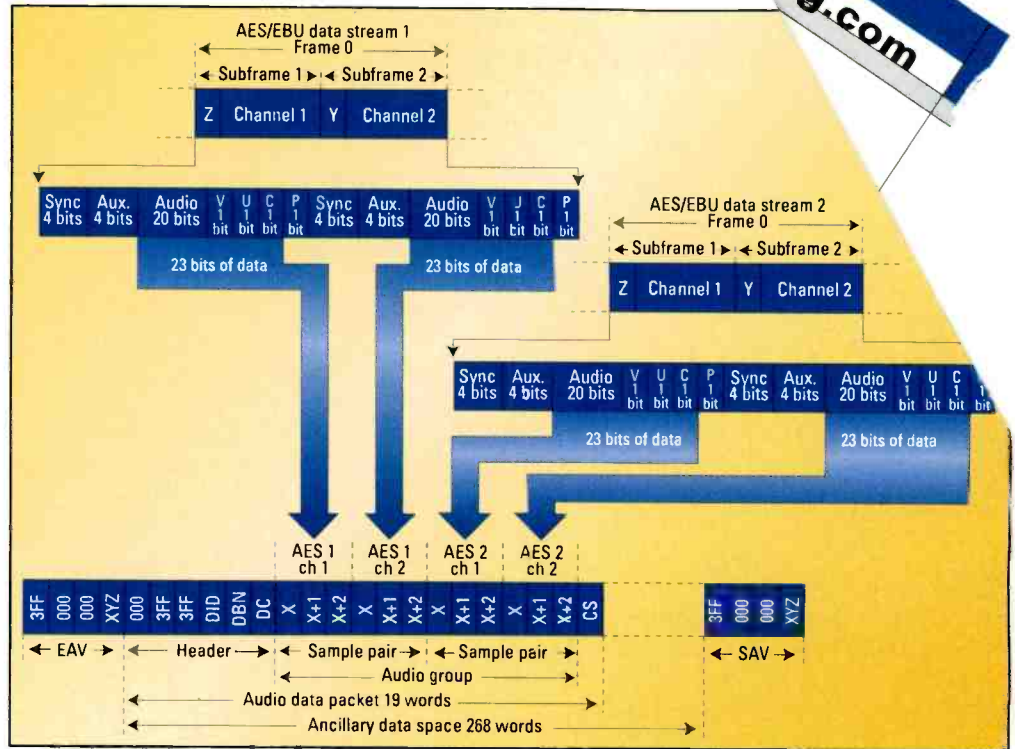 g.com
AES/EBU data stream 1
Frame 0
Subframe 1 Subframe 2
Z Channel 1 Y Channel 2
Sync 4 bits Aux. 4 bits Audio 20 bits V 1 bit U 1 bit C 1 bit P 1 bit Sync 4 bits Aux. 4 bits Audio 20 bits V 1 bit J 1 bit C 1 bit P 1 bit
23 bits of data 23 bits of data
AES/EBU data stream 2
Frame 0
Subframe 1 Subframe 2
Z Channel 1 Y Channel 2
Sync 4 bits Aux. 4 bits Audio 20 bits V 1 bit U 1 bit C 1 bit P 1 bit Sync 4 bits Aux. 4 bits Audio 20 bits V 1 bit U 1 bit C 1 bit 1 bit
23 bits of data 23 bits of data
AES 1 ch 1 AES 1 ch 2 AES 2 ch 1 AES 2 ch 2
3FF 000 000 XYZ 000 3FF 3FF DID DBN DC X X+1 X+2 X X+1 X+2 X X+1 X+2 X X+1 X+2 CS 3FF 000 000 XYZ
EAV Header Sample pair Sample pair SAV
Audio group
Audio data packet 19 words
Ancillary data space 268 words